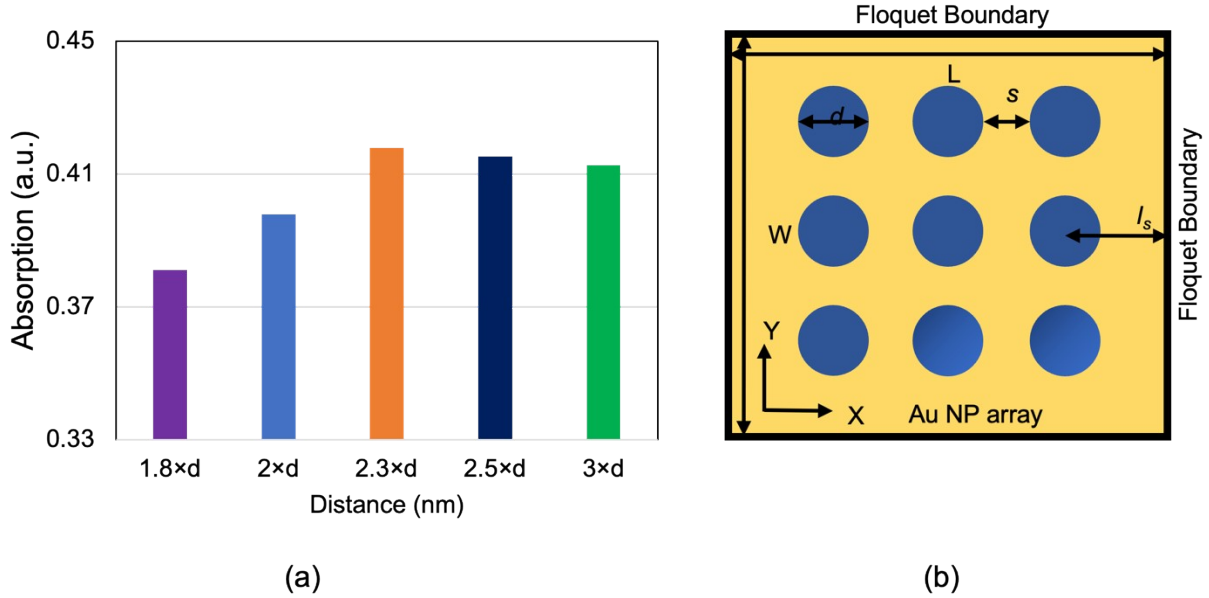 0.45
0.41
0.37
0.33
Absorption (a.u.)
1.8×d 2×d 2.3×d 2.5×d 3×d
Distance (nm)
(a)
Floquet Boundary
L
s
d
W
l_s
Y
X
Au NP array
Floquet Boundary
(b)